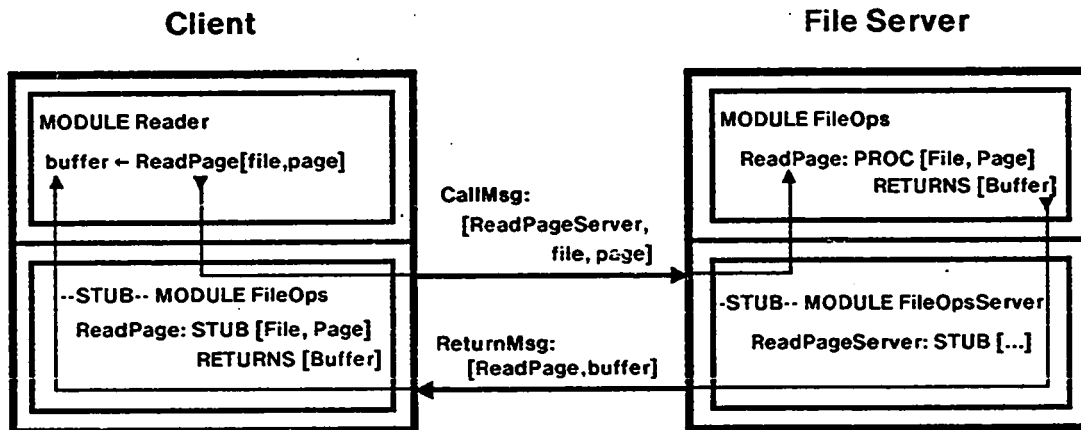 Client
File Server
MODULE Reader
buffer ← ReadPage[file,page]
CallMsg:
[ReadPageServer,
file, page]
MODULE FileOps
ReadPage: PROC [File, Page]
RETURNS [Buffer]
--STUB-- MODULE FileOps
ReadPage: STUB [File, Page]
RETURNS [Buffer]
ReturnMsg:
[ReadPage,buffer]
-STUB-- MODULE FileOpsServer
ReadPageServer: STUB [...]